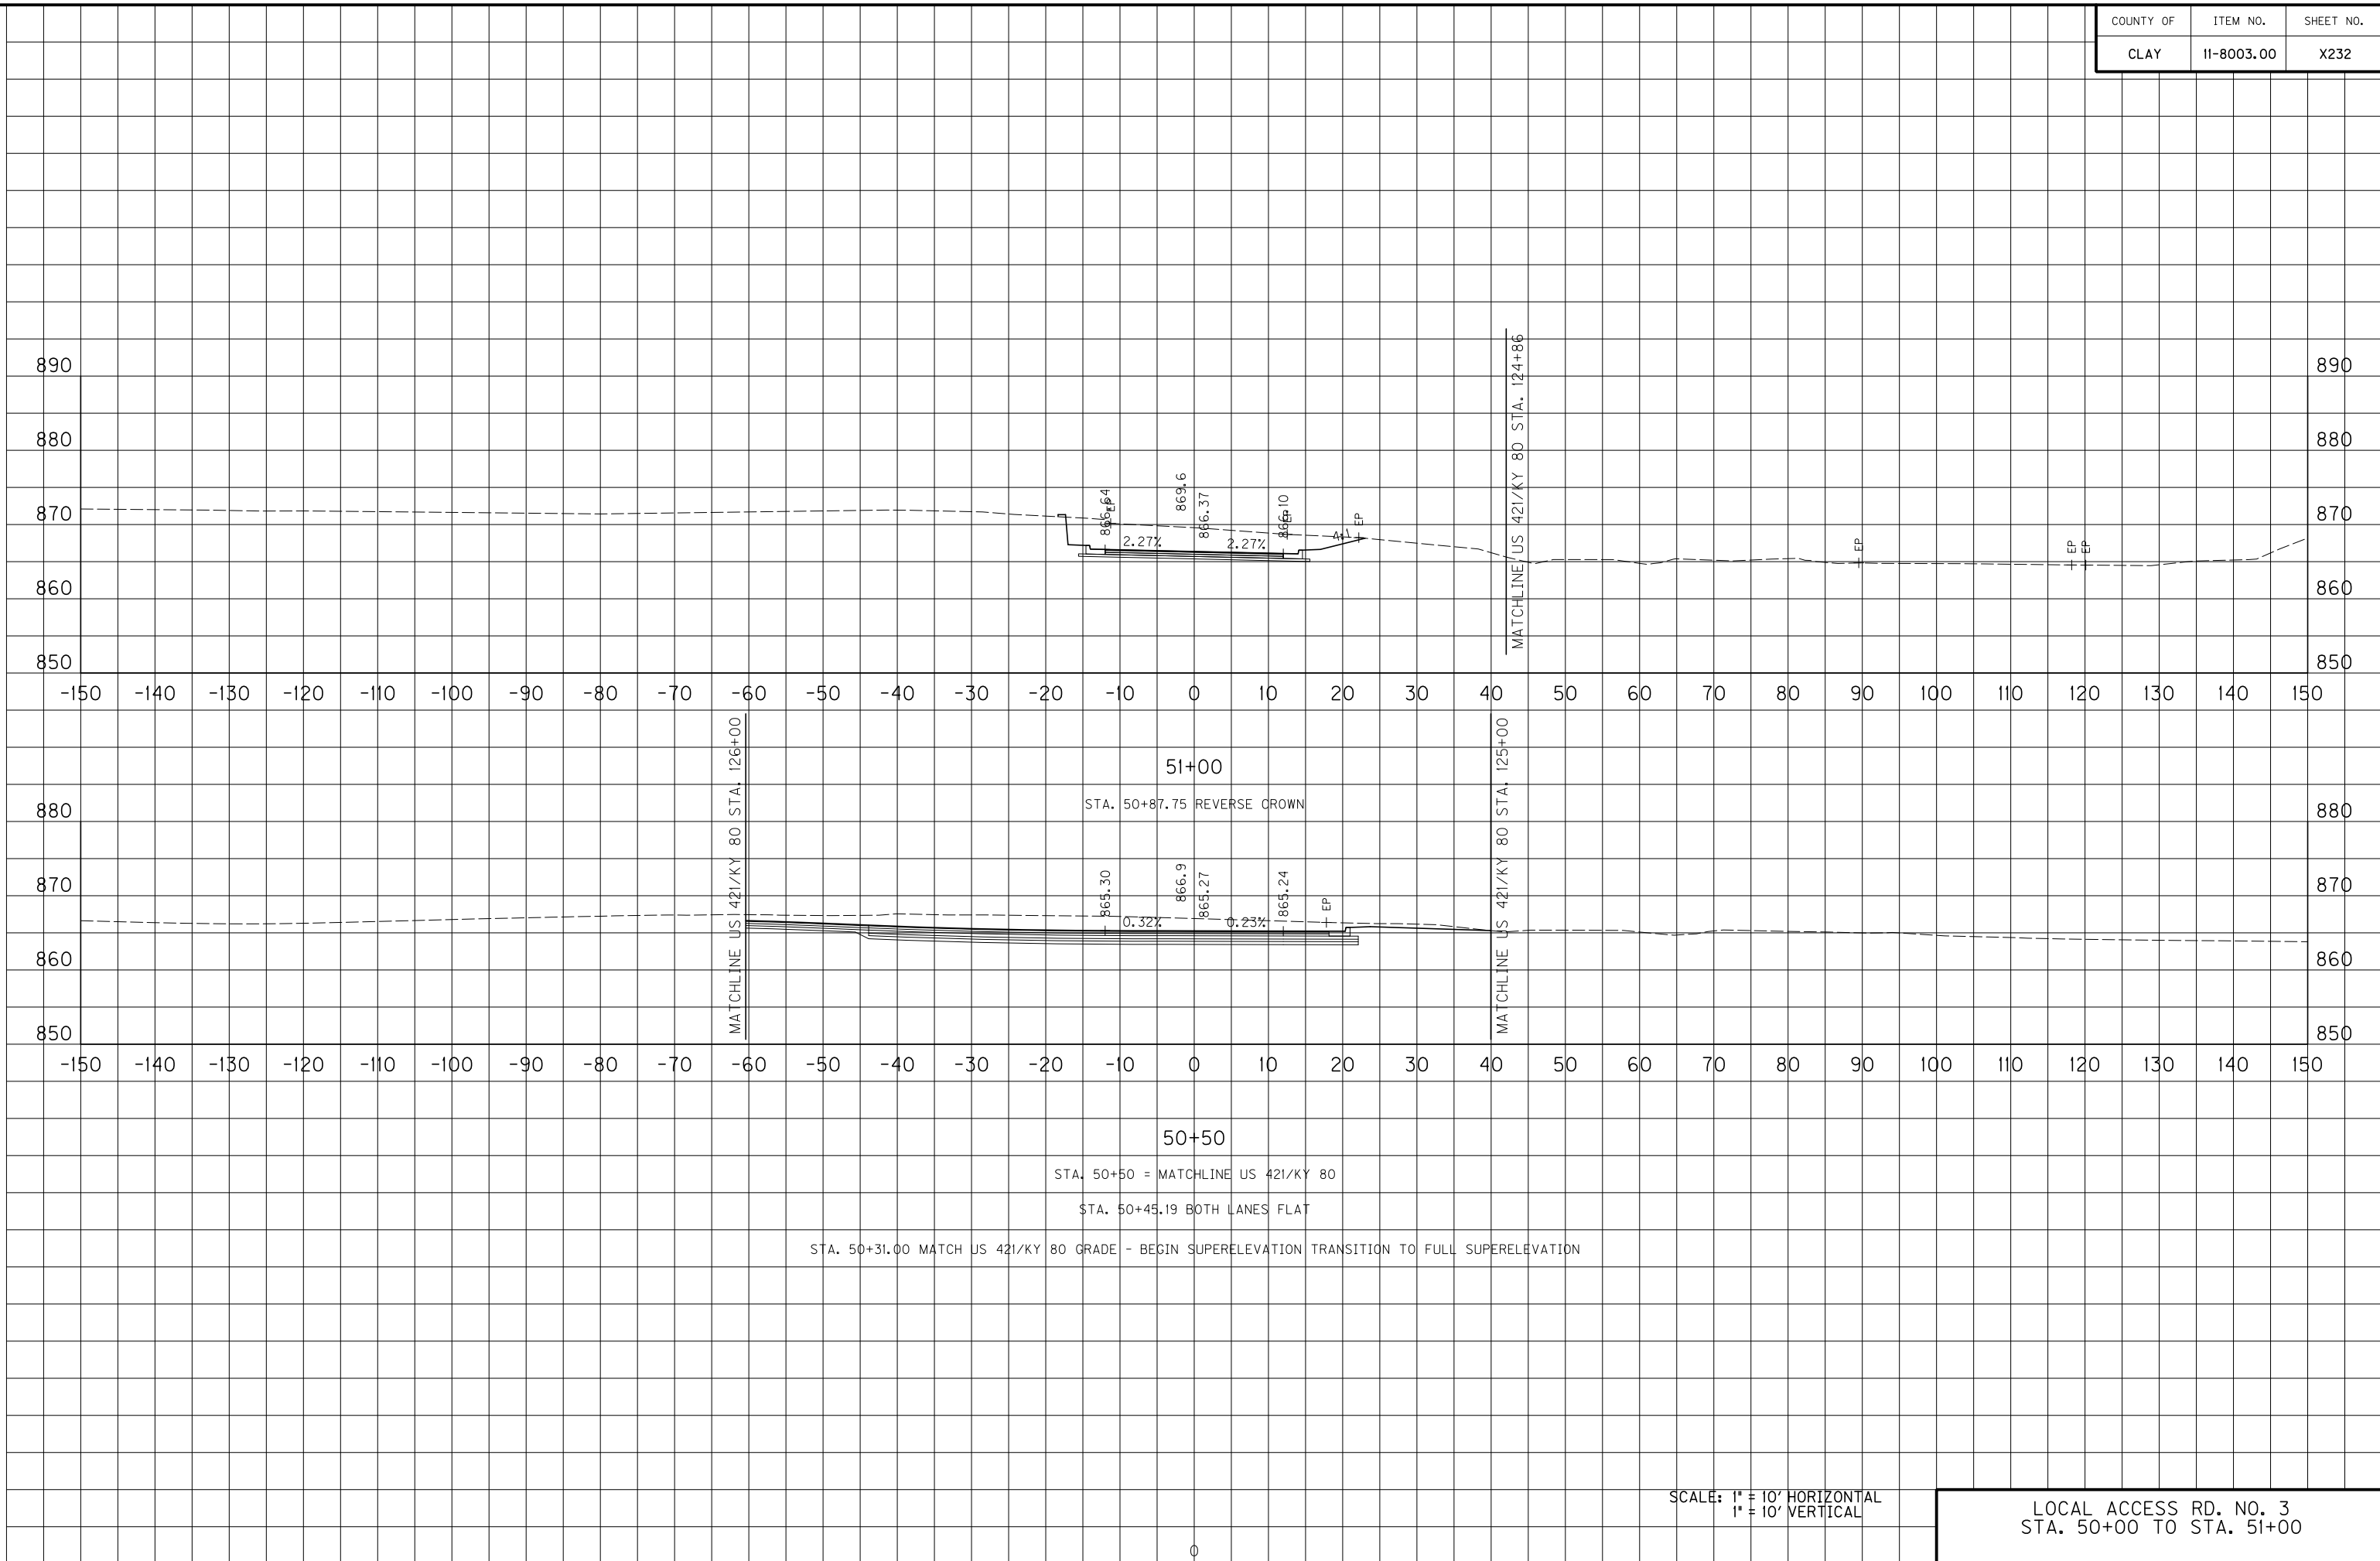 COUNTY OF ITEM NO. SHEET NO.
CLAY 11-8003.00 X232
MATCHLINE US 421/KY 80 STA. 124+86
890 890
880 880
870 870
860 860
850 850
866.64
EP
869.6
866.37
866.10
EP
4:1
EP
EP
EP
EP
2.27% 2.27%
-150 -140 -130 -120 -110 -100 -90 -80 -70 -60 -50 -40 -30 -20 -10 0 10 20 30 40 50 60 70 80 90 100 110 120 130 140 150
51+00
STA. 50+87.75 REVERSE CROWN
MATCHLINE US 421/KY 80 STA. 126+00
MATCHLINE US 421/KY 80 STA. 125+00
880 880
870 870
860 860
850 850
865.30
866.9
865.27
865.24
EP
0.32% 0.23%
-150 -140 -130 -120 -110 -100 -90 -80 -70 -60 -50 -40 -30 -20 -10 0 10 20 30 40 50 60 70 80 90 100 110 120 130 140 150
50+50
STA. 50+50 = MATCHLINE US 421/KY 80
STA. 50+45.19 BOTH LANES FLAT
STA. 50+31.00 MATCH US 421/KY 80 GRADE - BEGIN SUPERELEVATION TRANSITION TO FULL SUPERELEVATION
SCALE: 1" = 10' HORIZONTAL
1" = 10' VERTICAL
LOCAL ACCESS RD. NO. 3
STA. 50+00 TO STA. 51+00
0